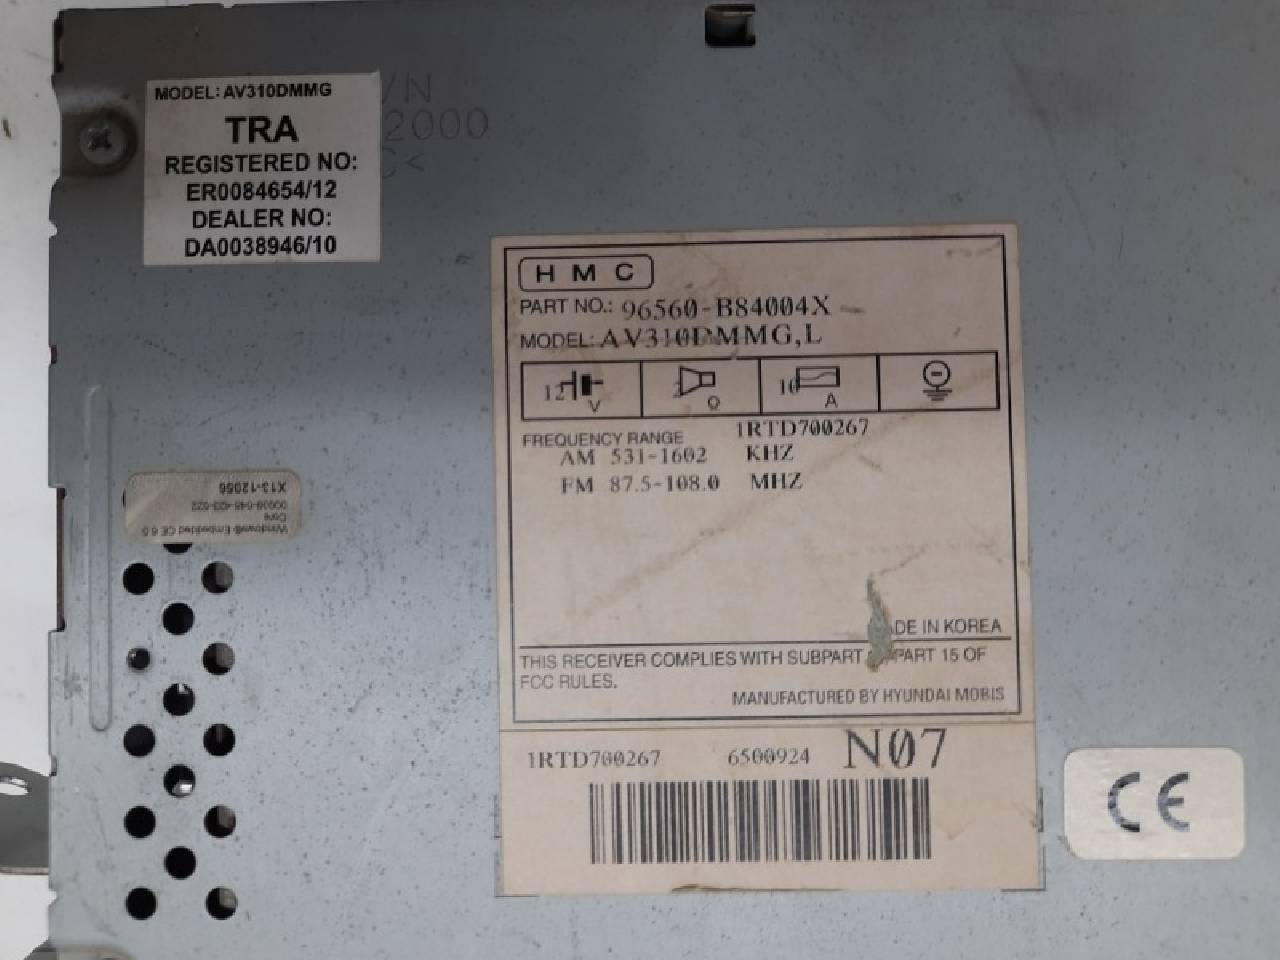 MODEL: AV310DMMG
TRA
REGISTERED NO:
ER0084654/12
DEALER NO:
DA0038946/10
/N
2000
C<
HMC
PART NO.: 96560-B84004X
MODEL: AV310DMMG,L
12 V
O
10 A
FREQUENCY RANGE 1RTD700267
AM 531-1602 KHZ
FM 87.5-108.0 MHZ
Windows® Embedded CE 6.0
Core
X13-12056
DE IN KOREA
THIS RECEIVER COMPLIES WITH SUBPART PART 15 OF
FCC RULES.
MANUFACTURED BY HYUNDAI MOBIS
1RTD700267 6500924 N07
CE